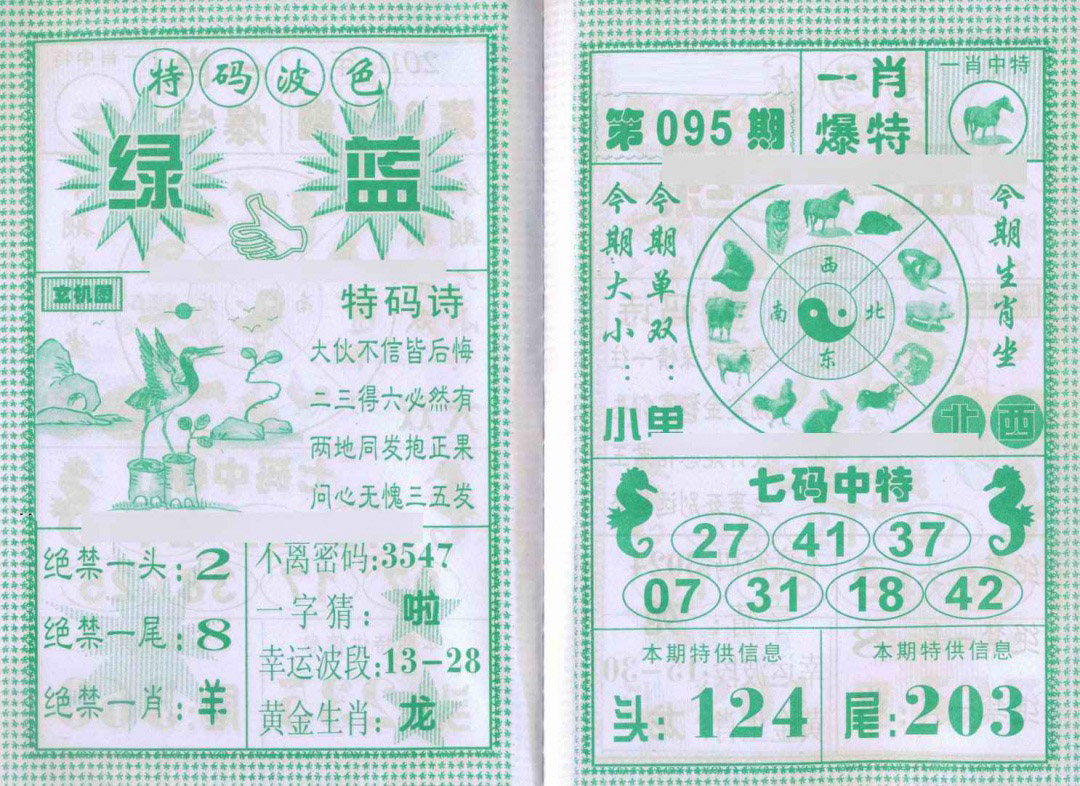 特码波色
绿 蓝
玄机图
特码诗
大伙不信皆后悔
二三得六必然有
两地同发抱正果
问心无愧三五发
绝禁一头:2
绝禁一尾:8
绝禁一肖:羊
不离密码:3547
一字猜:啦
幸运波段:13-28
黄金生肖:龙
第095期
一肖
爆特
一肖中特
今期大小:小
今期单双:单
西
南
北
东
今期生肖坐
北西
七码中特
27 41 37
07 31 18 42
本期特供信息
头:124
本期特供信息
尾:203